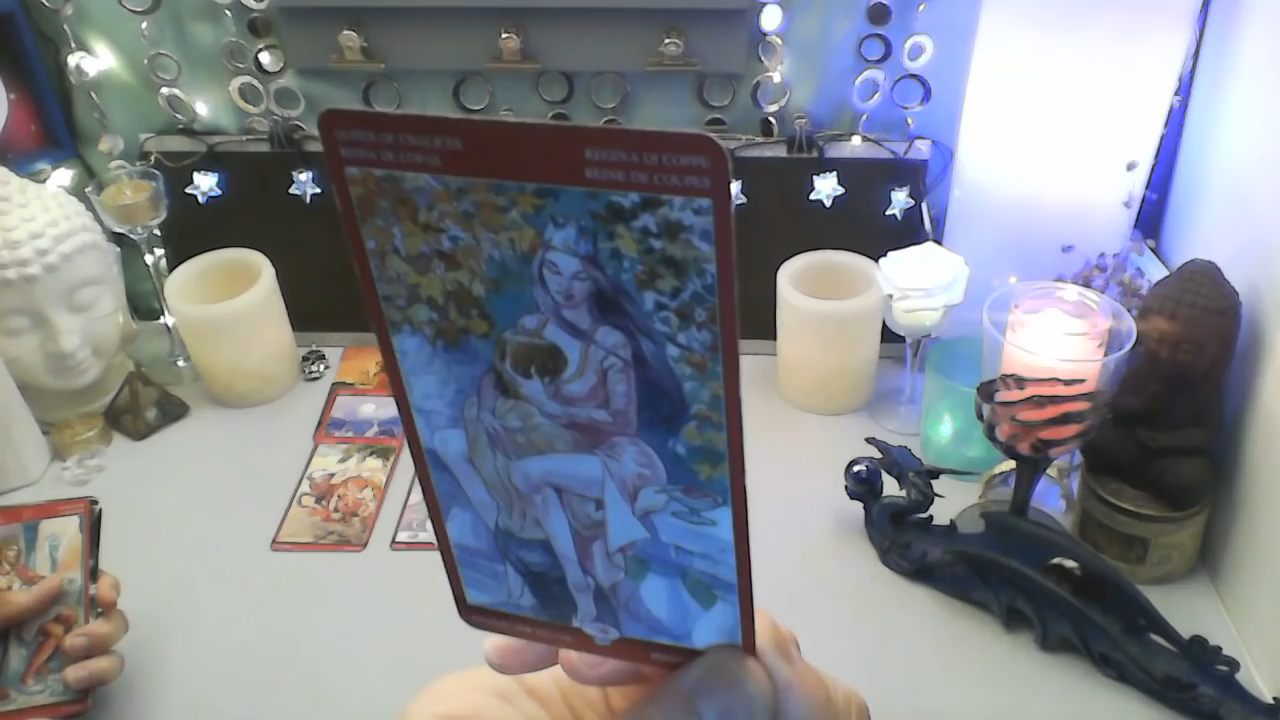 QUEEN OF CHALICES
REINA DE COPAS
REGINA DI COPPE
REINE DE COUPES